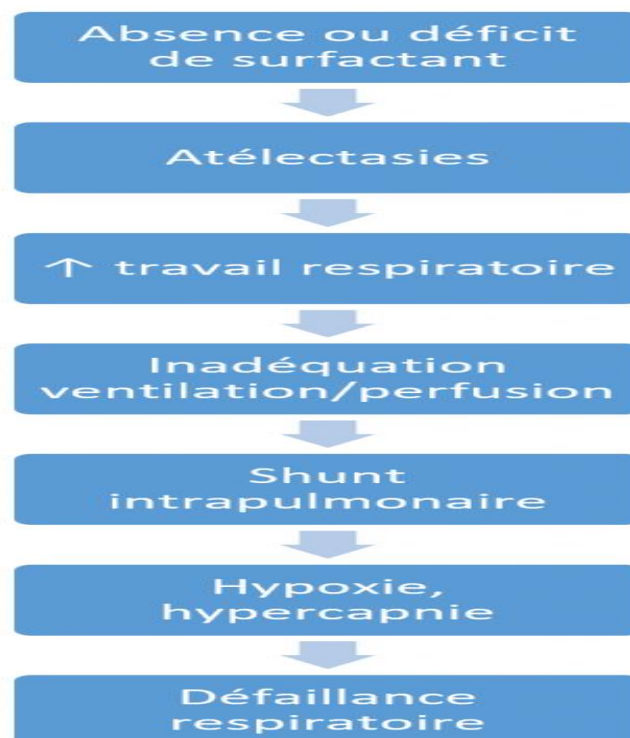 Absence ou déficit
de surfactant
Atélectasies
↑ travail respiratoire
Inadéquation
ventilation/perfusion
Shunt
intrapulmonaire
Hypoxie,
hypercapnie
Défaillance
respiratoire